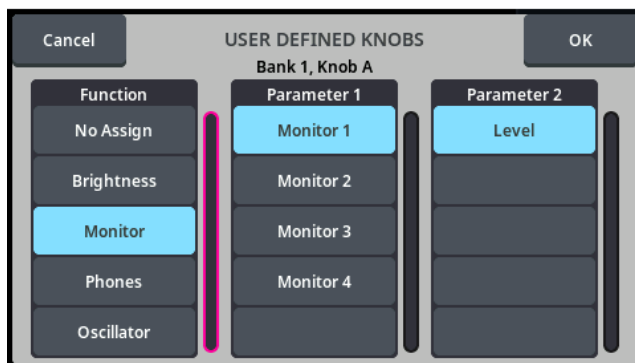 Cancel
USER DEFINED KNOBS
OK
Bank 1, Knob A
Function
No Assign
Brightness
Monitor
Phones
Oscillator
Parameter 1
Monitor 1
Monitor 2
Monitor 3
Monitor 4
Parameter 2
Level